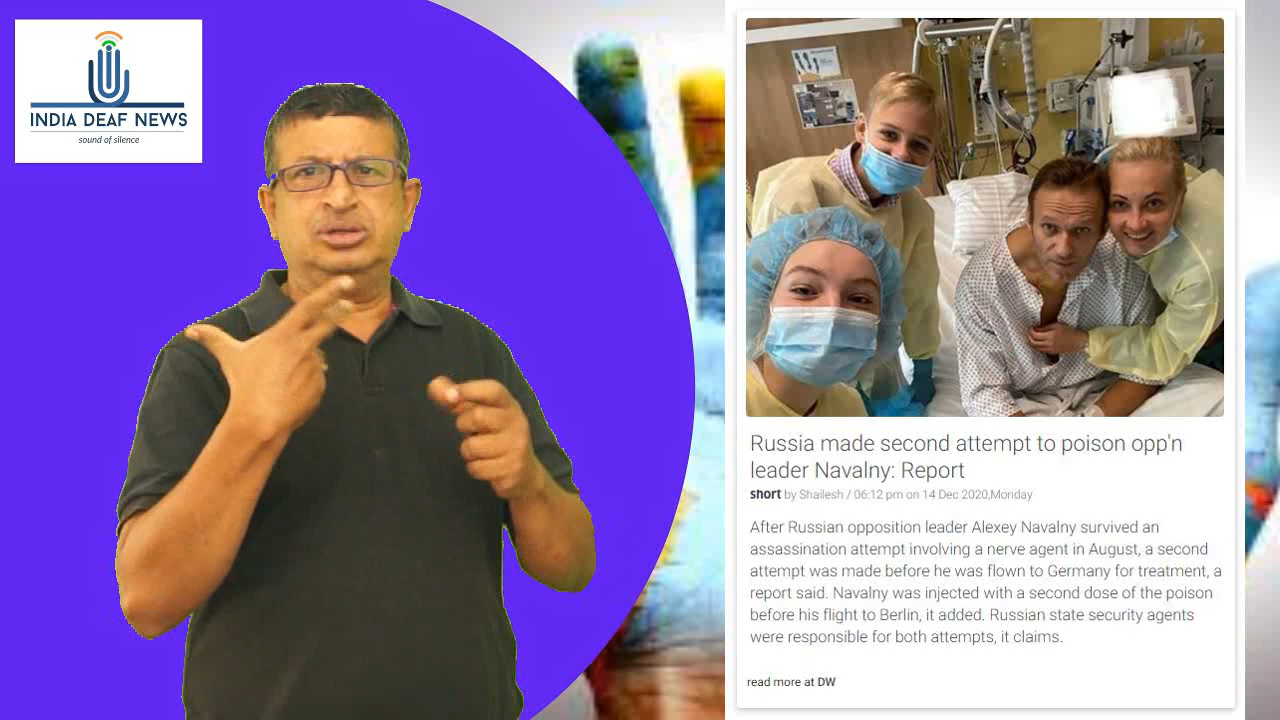 INDIA DEAF NEWS
sound of silence
Russia made second attempt to poison opp'n
leader Navalny: Report
short by Shailesh / 06:12 pm on 14 Dec 2020,Monday
After Russian opposition leader Alexey Navalny survived an
assassination attempt involving a nerve agent in August, a second
attempt was made before he was flown to Germany for treatment, a
report said. Navalny was injected with a second dose of the poison
before his flight to Berlin, it added. Russian state security agents
were responsible for both attempts, it claims.
read more at DW